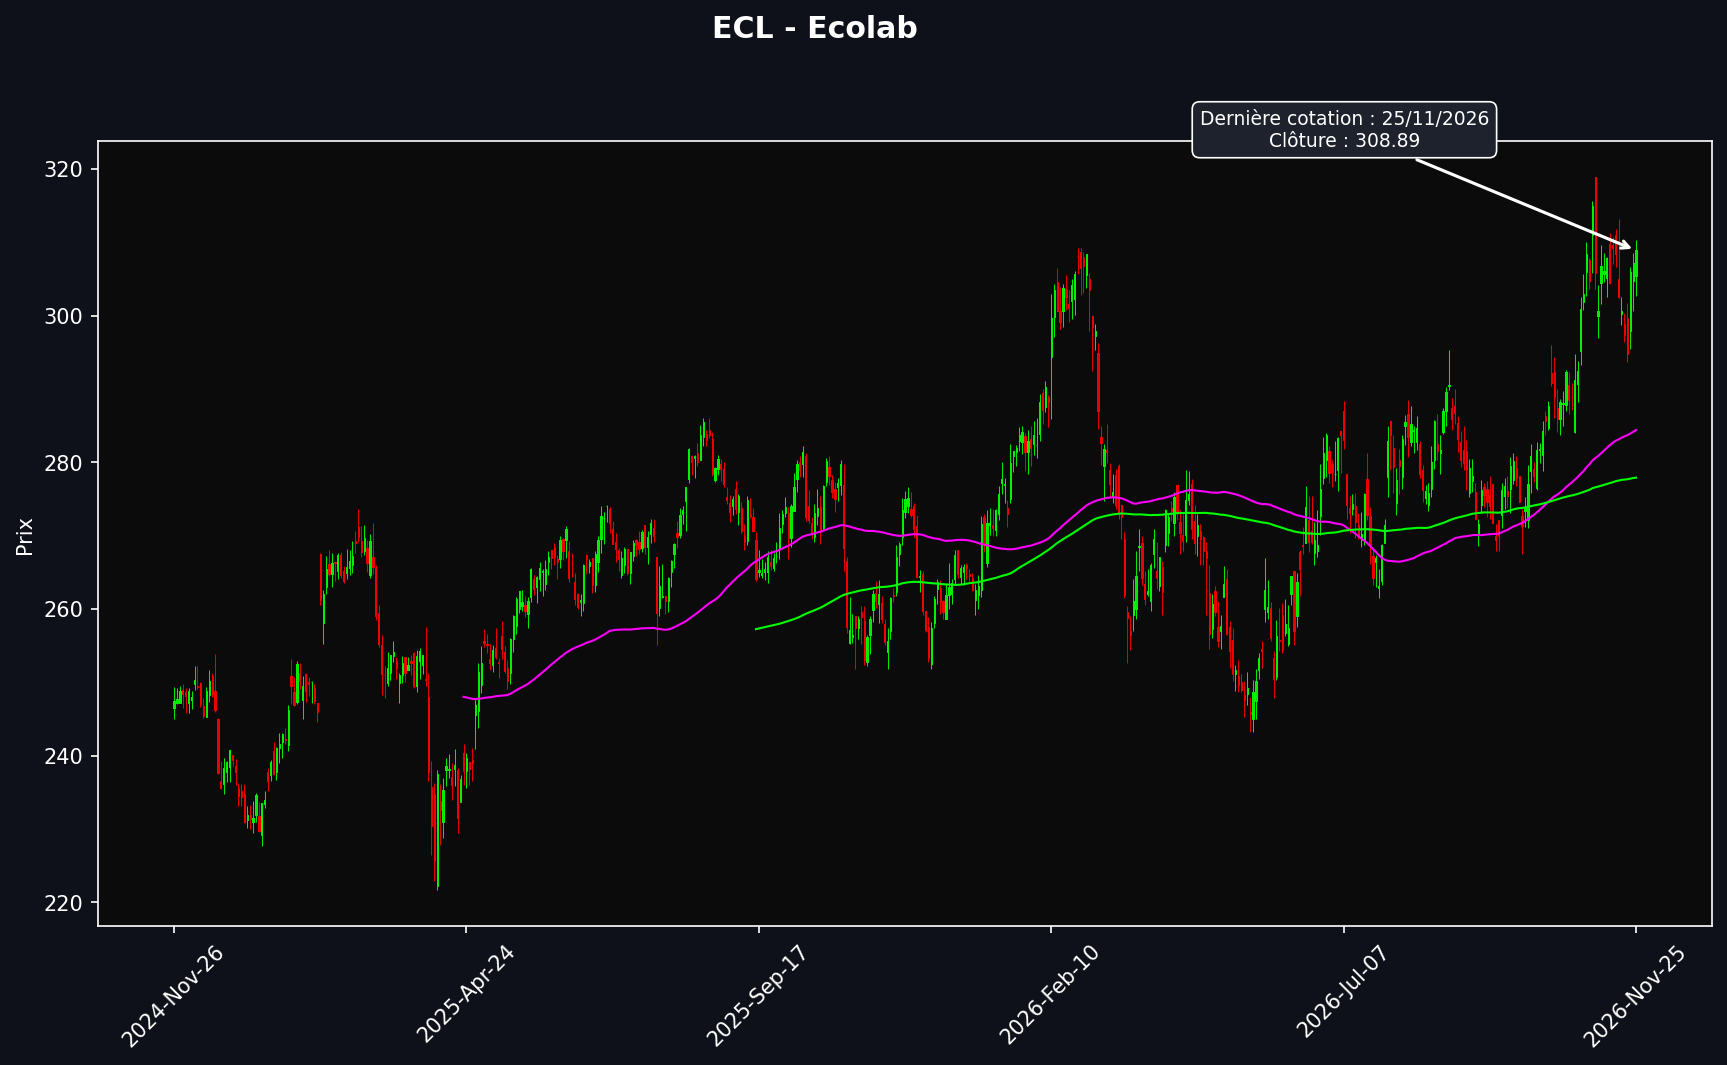 ECL - Ecolab
Dernière cotation : 25/11/2026
Clôture : 308.89
Prix
320
300
280
260
240
220
2024-Nov-26
2025-Apr-24
2025-Sep-17
2026-Feb-10
2026-Jul-07
2026-Nov-25